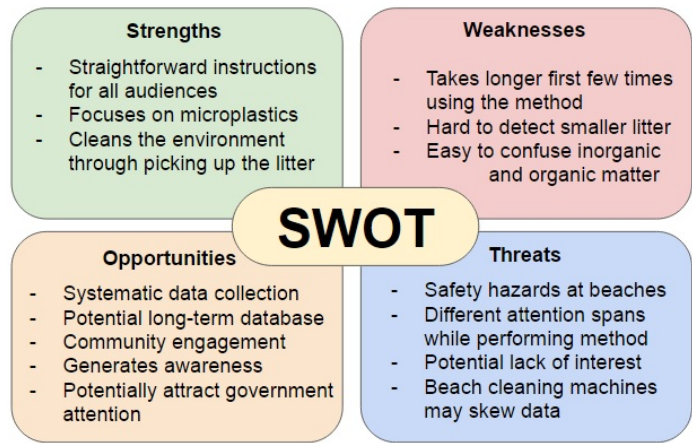 Strengths
- Straightforward instructions
for all audiences
- Focuses on microplastics
- Cleans the environment
through picking up the litter
Weaknesses
- Takes longer first few times
using the method
- Hard to detect smaller litter
- Easy to confuse inorganic
and organic matter
SWOT
Opportunities
- Systematic data collection
- Potential long-term database
- Community engagement
- Generates awareness
- Potentially attract government
attention
Threats
- Safety hazards at beaches
- Different attention spans
while performing method
- Potential lack of interest
- Beach cleaning machines
may skew data